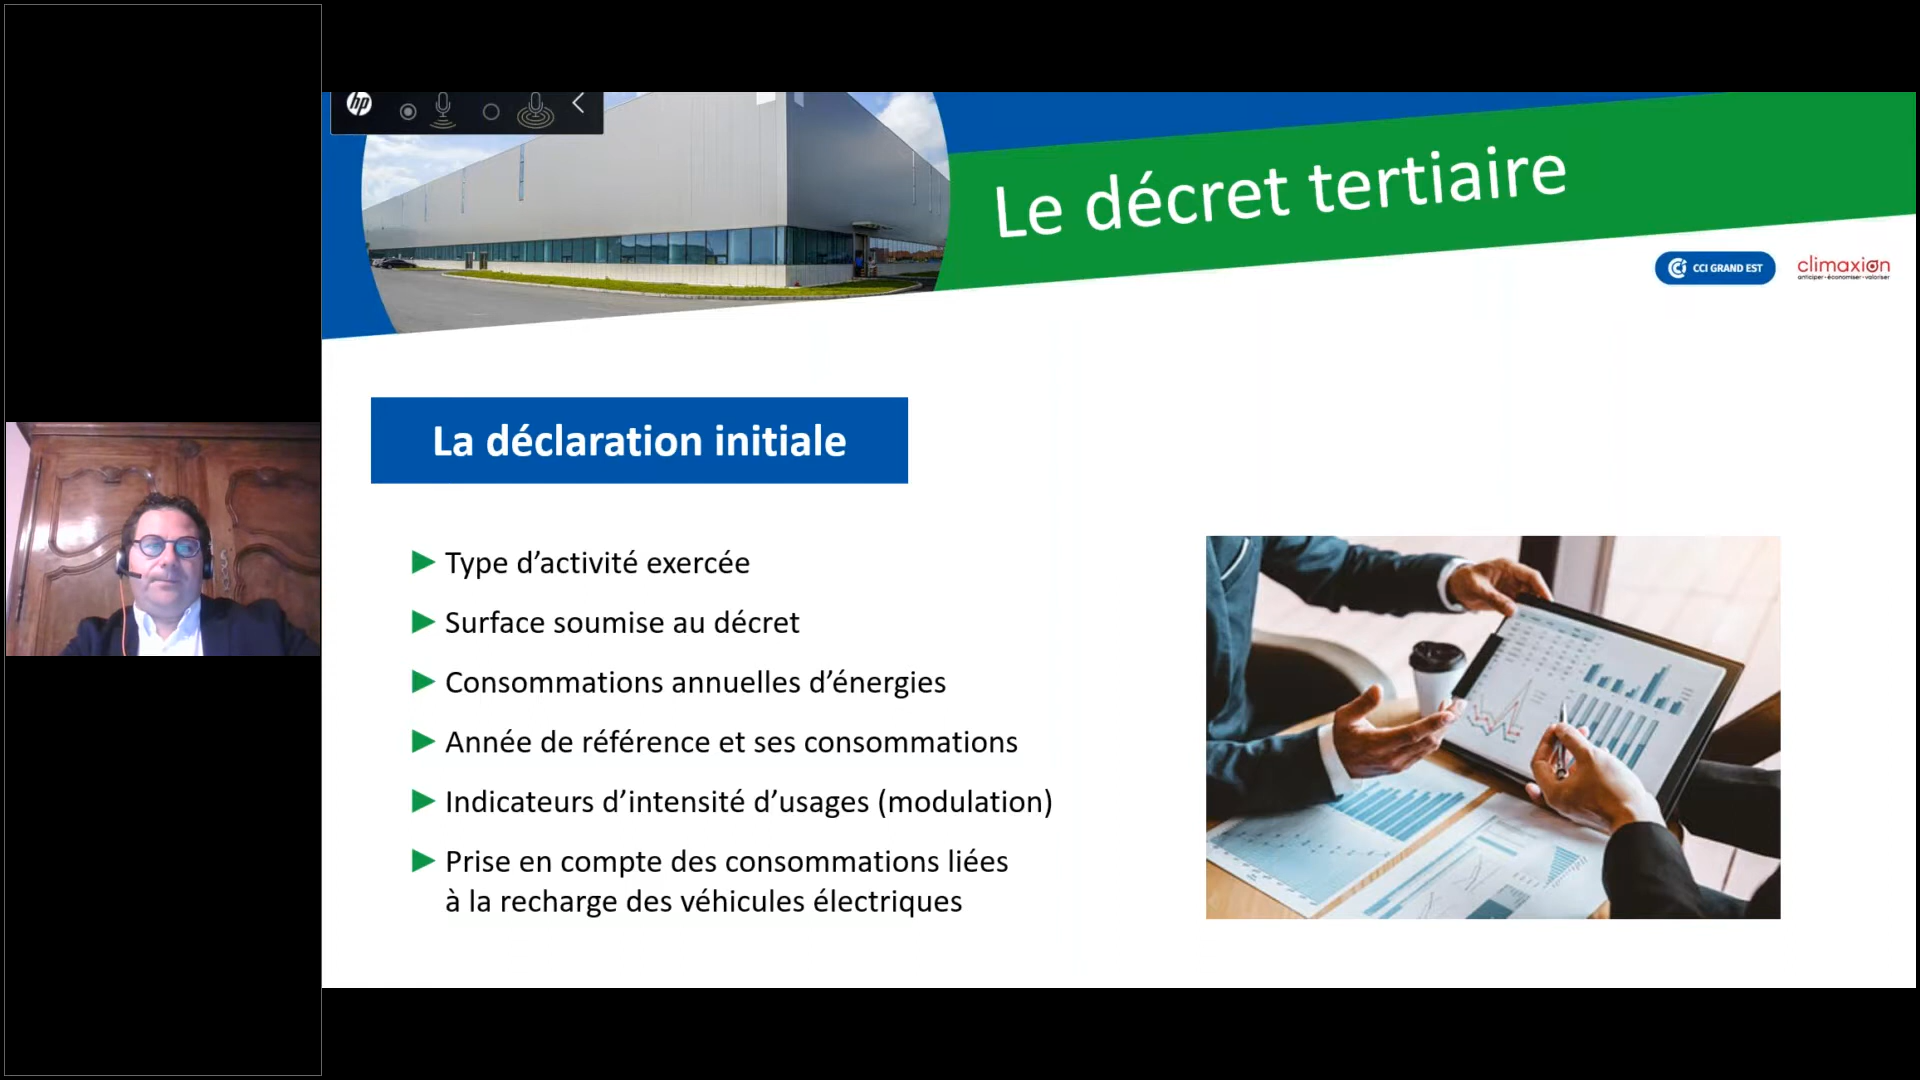 hp
Le décret tertiaire
CCI GRAND EST
climaxion
anticiper • économiser • valoriser
La déclaration initiale
Type d’activité exercée
Surface soumise au décret
Consommations annuelles d’énergies
Année de référence et ses consommations
Indicateurs d’intensité d’usages (modulation)
Prise en compte des consommations liées
à la recharge des véhicules électriques